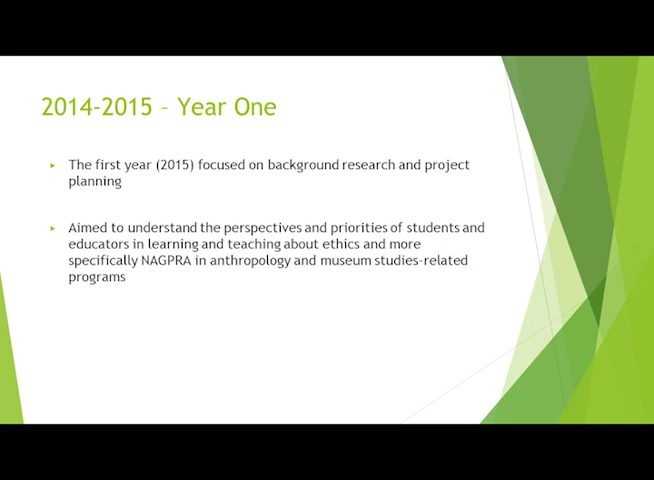 2014-2015 – Year One
The first year (2015) focused on background research and project
planning
Aimed to understand the perspectives and priorities of students and
educators in learning and teaching about ethics and more
specifically NAGPRA in anthropology and museum studies-related
programs